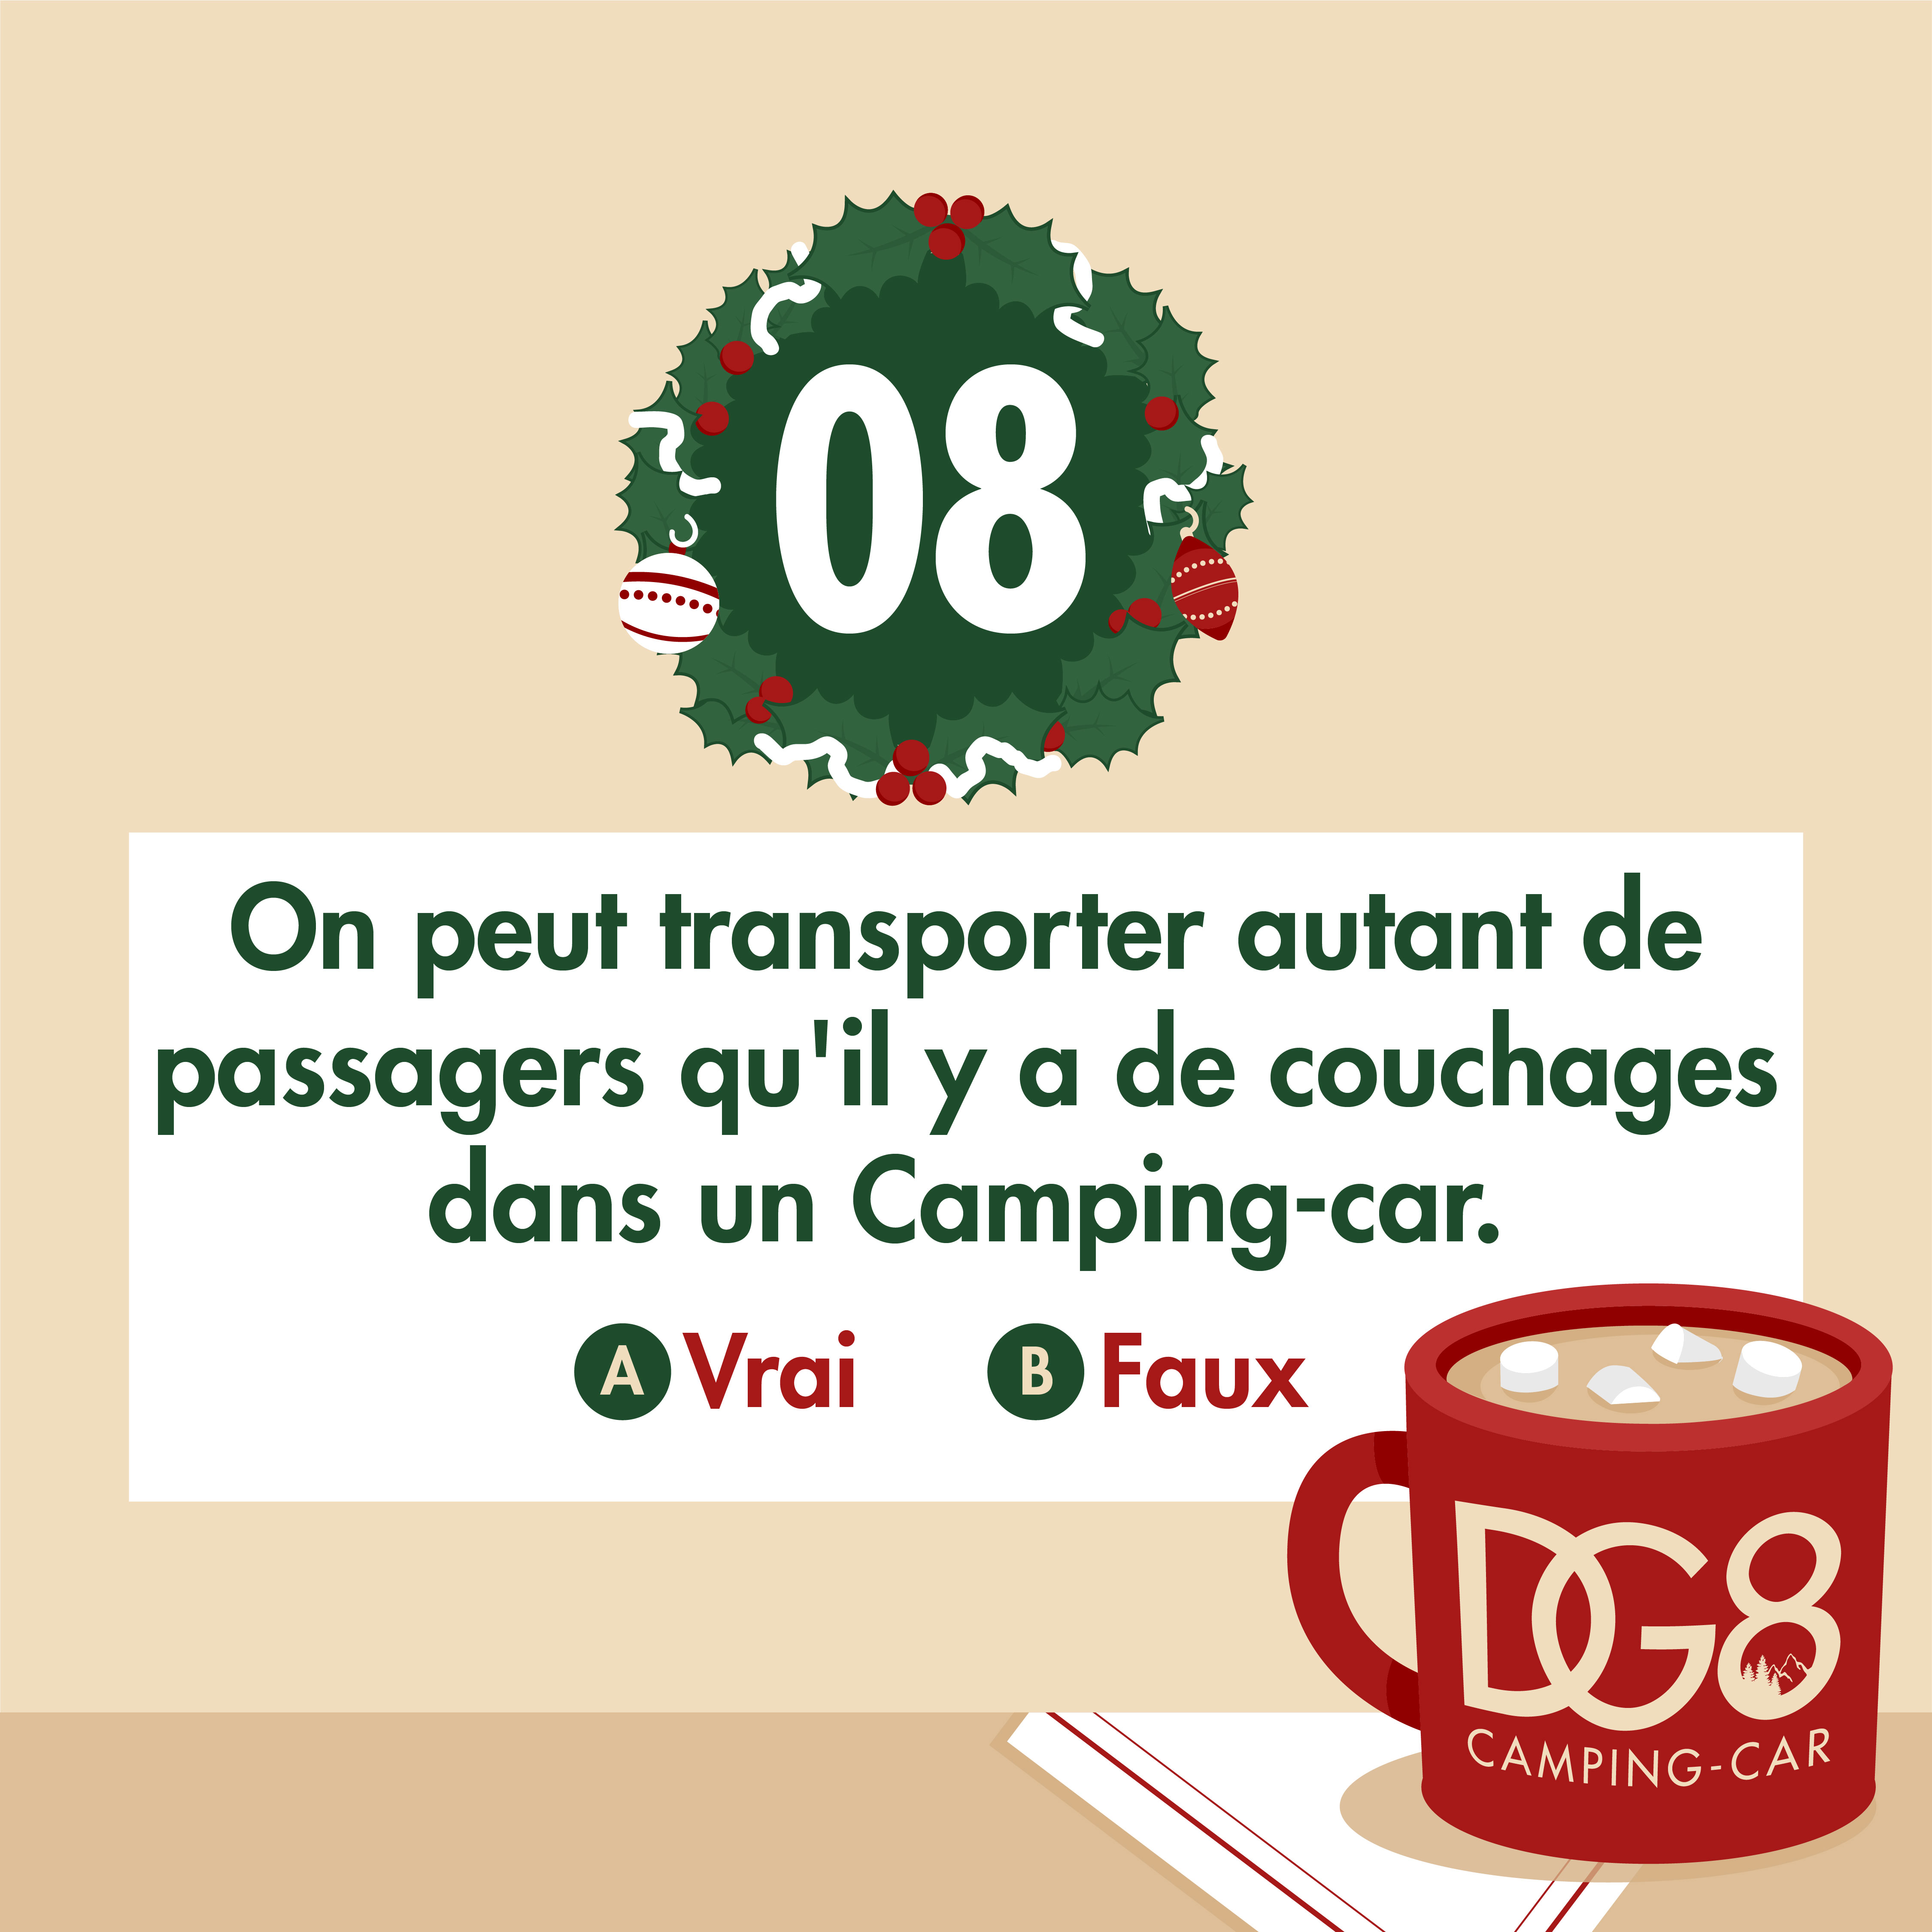 08
On peut transporter autant de
passagers qu'il y a de couchages
dans un Camping-car.
A Vrai B Faux
DG8
CAMPING-CAR